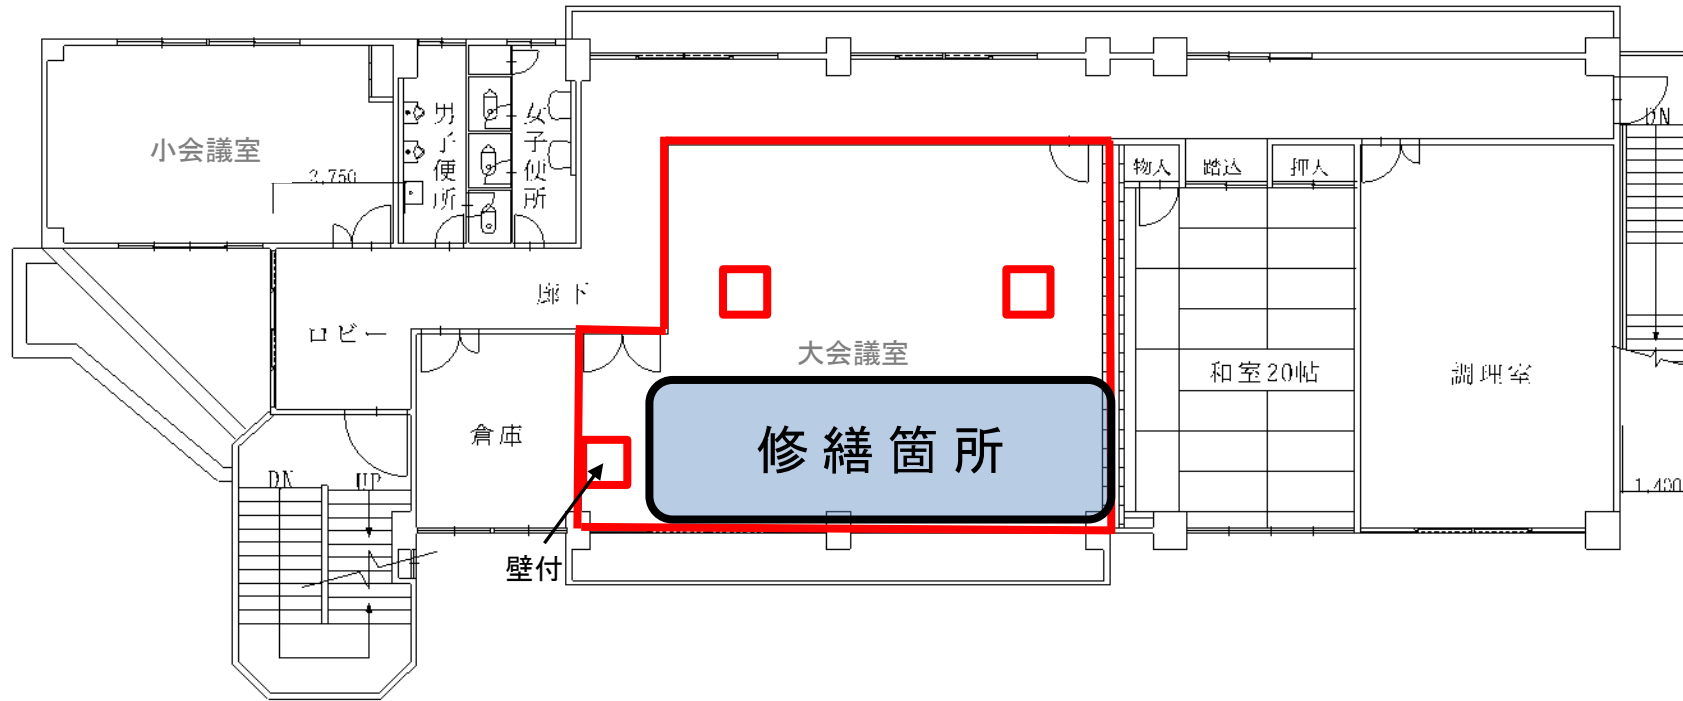 小会議室
3,750
男子便所
女子便所
物入
踏込
押入
DN
廊下
ロビー
大会議室
和室20帖
調理室
倉庫
修繕箇所
DN
UP
1,400
壁付